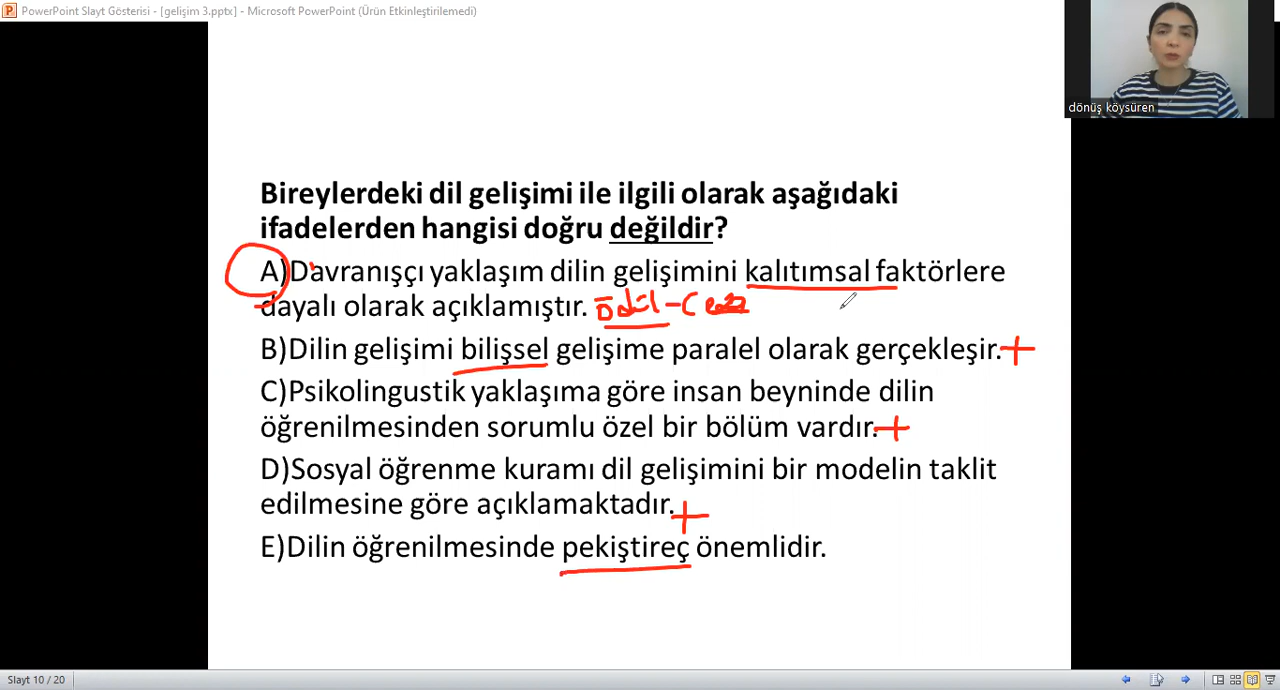 PowerPoint Slayt Gösterisi - [gelişim 3.pptx] - Microsoft PowerPoint (Ürün Etkinleştirilemedi)
dönüş köysüren
Bireylerdeki dil gelişimi ile ilgili olarak aşağıdaki
ifadelerden hangisi doğru değildir?
A)Davranışçı yaklaşım dilin gelişimini kalıtımsal faktörlere
dayalı olarak açıklamıştır. Ödül-Ceza
B)Dilin gelişimi bilişsel gelişime paralel olarak gerçekleşir.+
C)Psikolingustik yaklaşıma göre insan beyninde dilin
öğrenilmesinden sorumlu özel bir bölüm vardır.+
D)Sosyal öğrenme kuramı dil gelişimini bir modelin taklit
edilmesine göre açıklamaktadır.+
E)Dilin öğrenilmesinde pekiştireç önemlidir.
Slayt 10 / 20